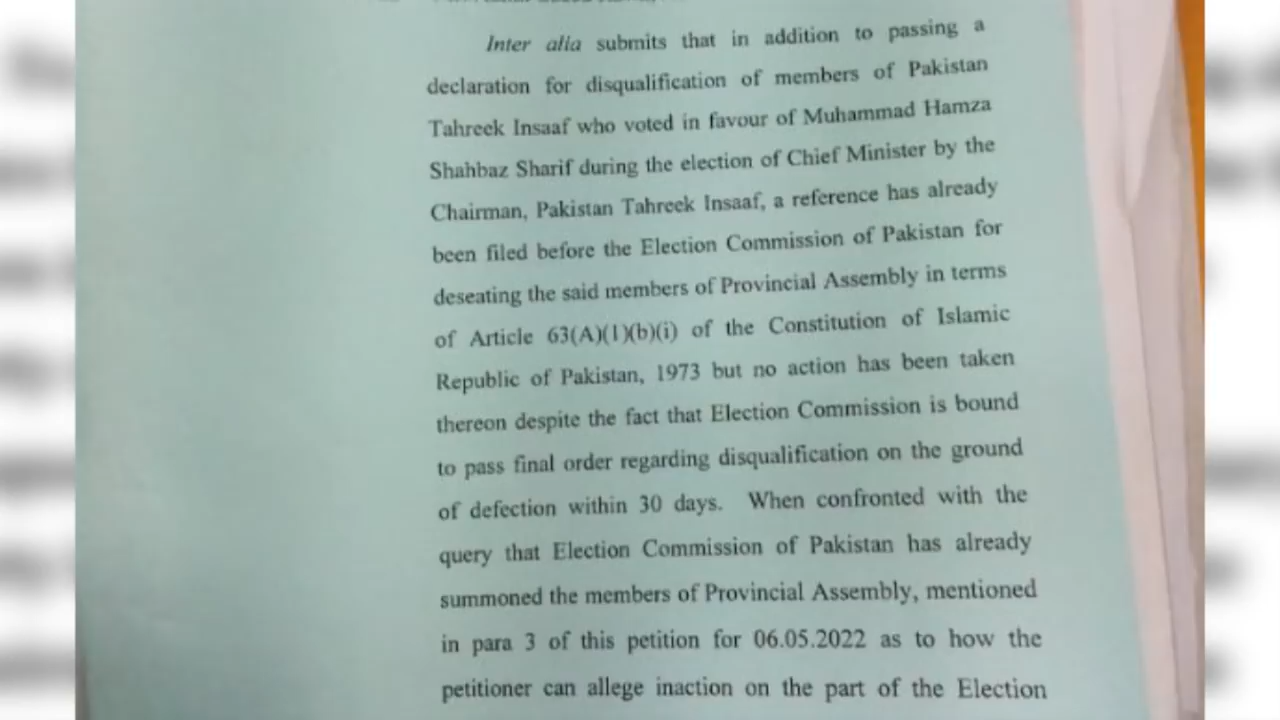 Inter alia submits that in addition to passing a
declaration for disqualification of members of Pakistan
Tahreek Insaaf who voted in favour of Muhammad Hamza
Shahbaz Sharif during the election of Chief Minister by the
Chairman, Pakistan Tahreek Insaaf, a reference has already
been filed before the Election Commission of Pakistan for
deseating the said members of Provincial Assembly in terms
of Article 63(A)(1)(b)(i) of the Constitution of Islamic
Republic of Pakistan, 1973 but no action has been taken
thereon despite the fact that Election Commission is bound
to pass final order regarding disqualification on the ground
of defection within 30 days. When confronted with the
query that Election Commission of Pakistan has already
summoned the members of Provincial Assembly, mentioned
in para 3 of this petition for 06.05.2022 as to how the
petitioner can allege inaction on the part of the Election